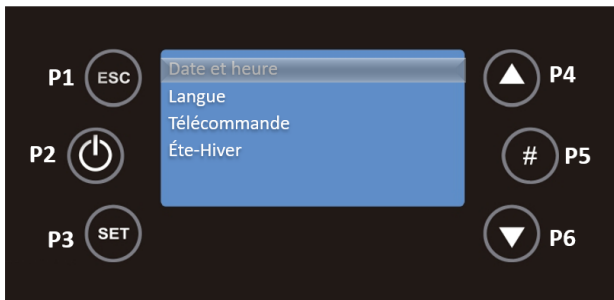 P1 ESC
P2
P3 SET
Date et heure
Langue
Télécommande
Éte-Hiver
P4
# P5
P6